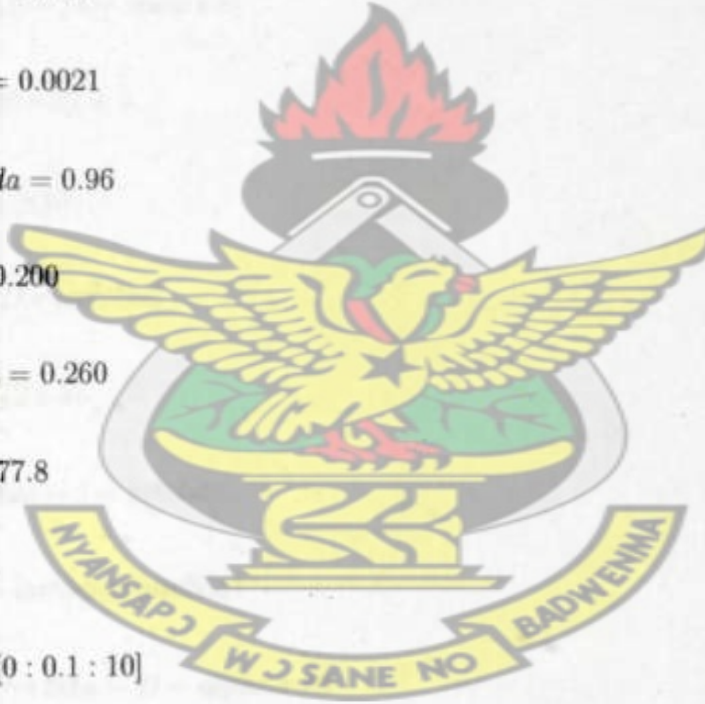 = 0.0021
da = 0.96
0.200
= 0.260
77.8
[0 : 0.1 : 10]
NYANSAPƆ
WƆSANE NO
BADWENMA